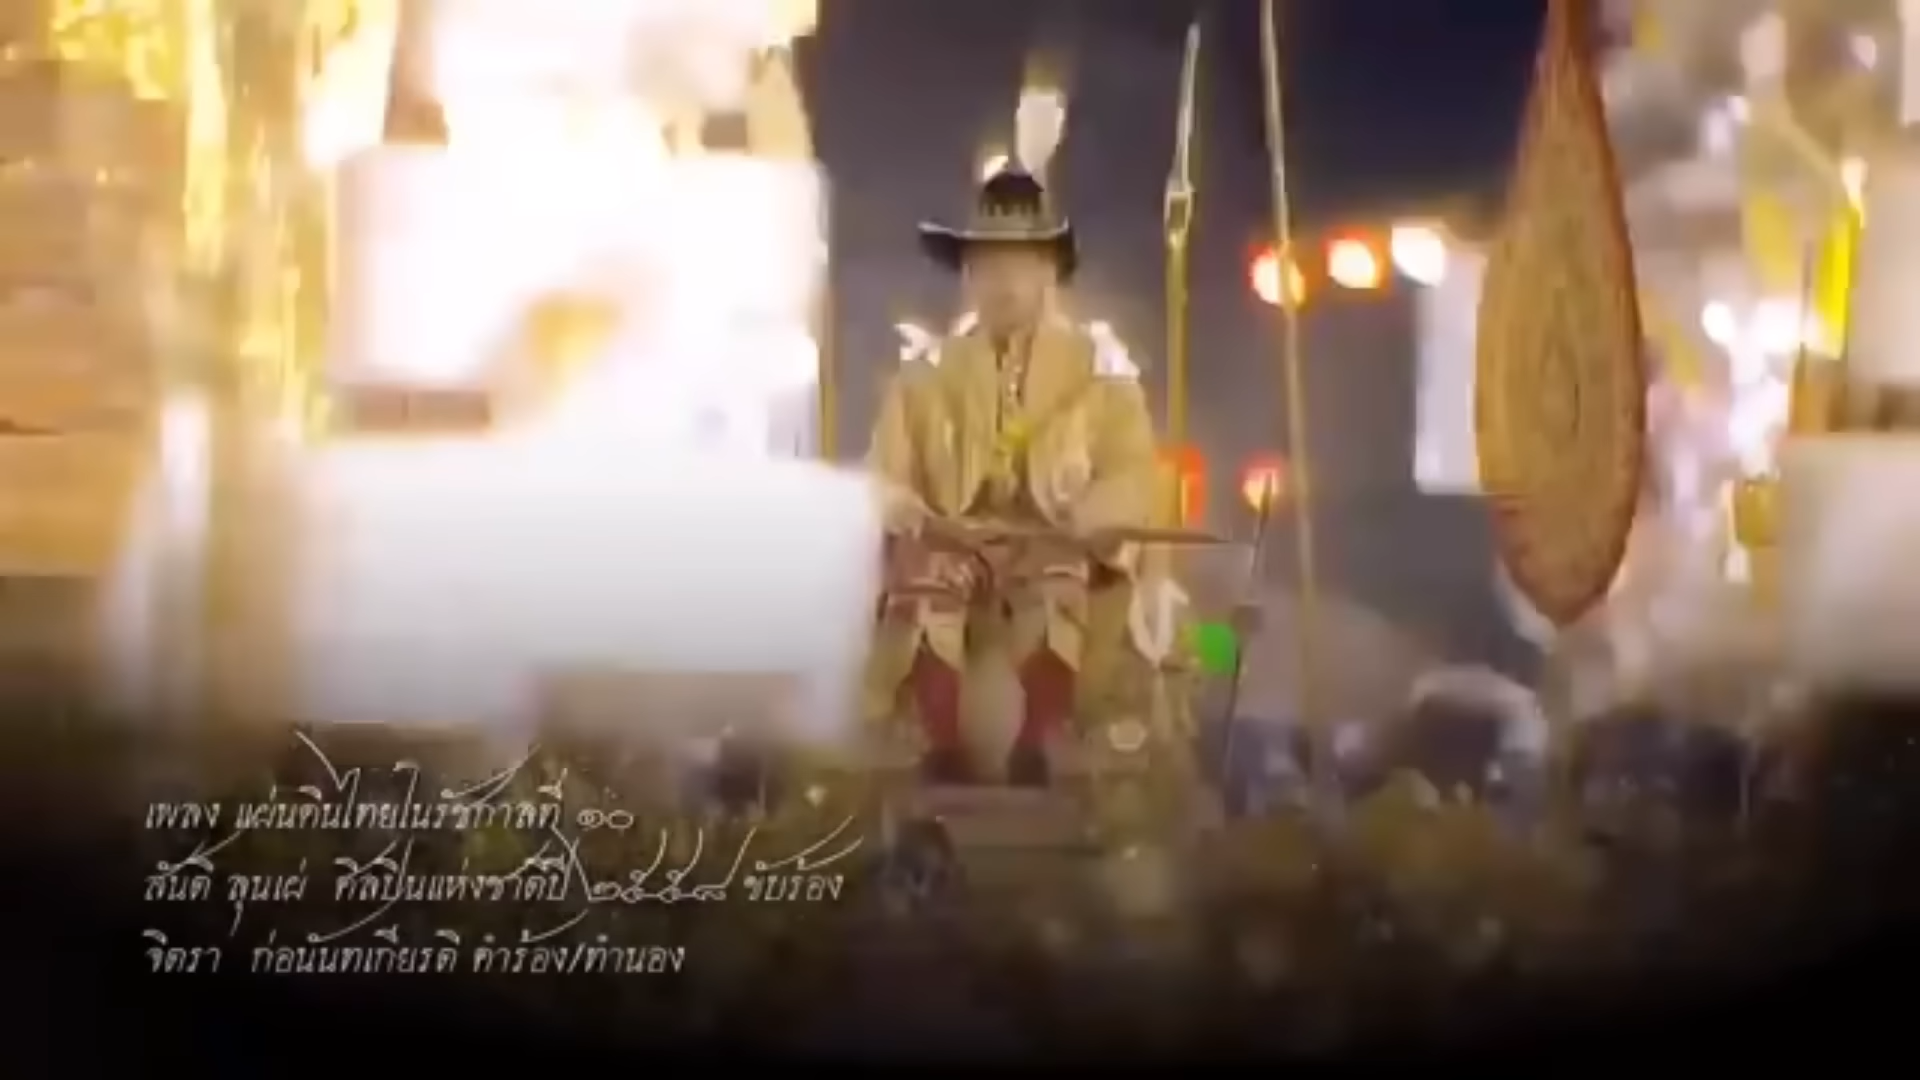 เพลง แผ่นดินไทยในรัชกาลที่ ๑๐
สันติ ลุนเผ่ ศิลปินแห่งชาติปี ๒๕๕๘ ขับร้อง
จิตรา ก่อนันทเกียรติ คำร้อง/ทำนอง